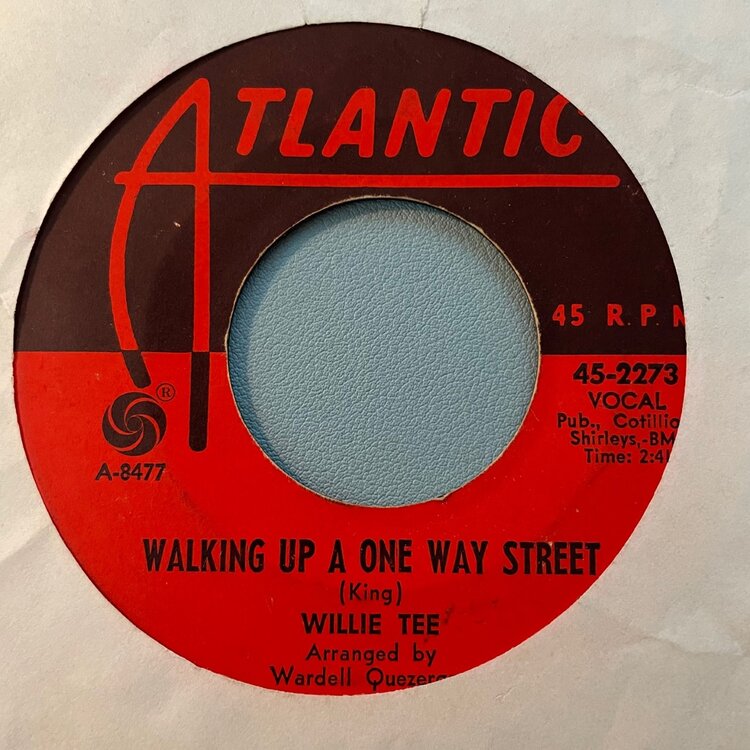 ATLANTIC
45 R.P.M
45-2273
VOCAL
Pub., Cotillio
Shirleys,-BM
Time: 2:4
®
A-8477
WALKING UP A ONE WAY STREET
(King)
WILLIE TEE
Arranged by
Wardell Quezerg